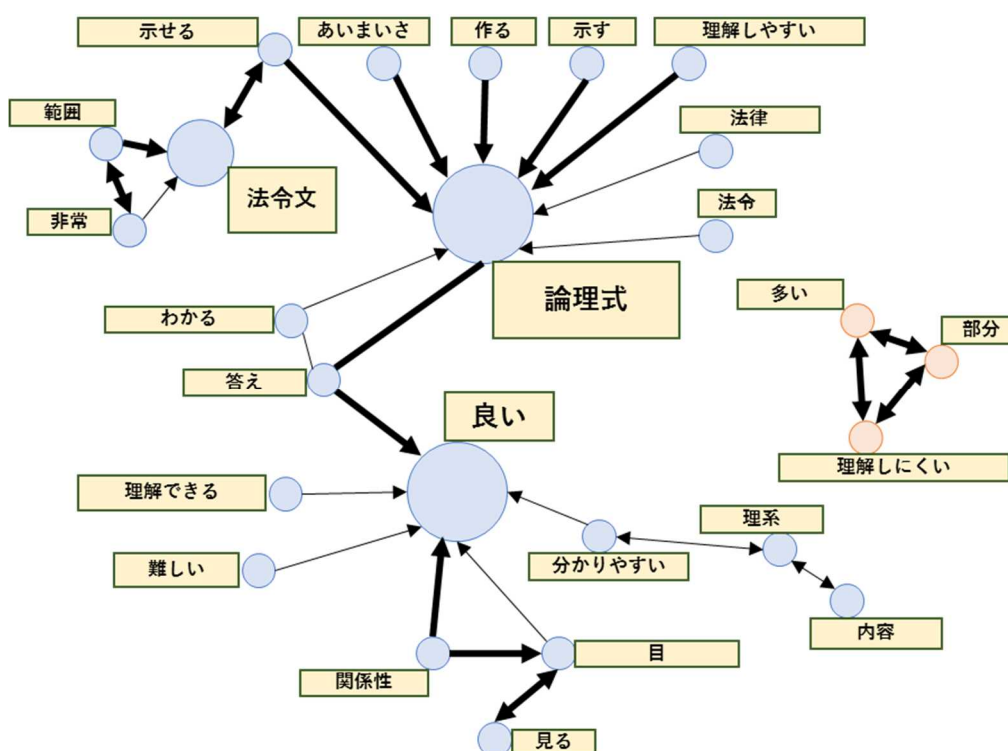 示せる
あいまいさ
作る
示す
理解しやすい
範囲
法律
法令文
法令
非常
論理式
多い
わかる
部分
答え
良い
理解しにくい
理解できる
理系
難しい
分かりやすい
内容
関係性
目
見る